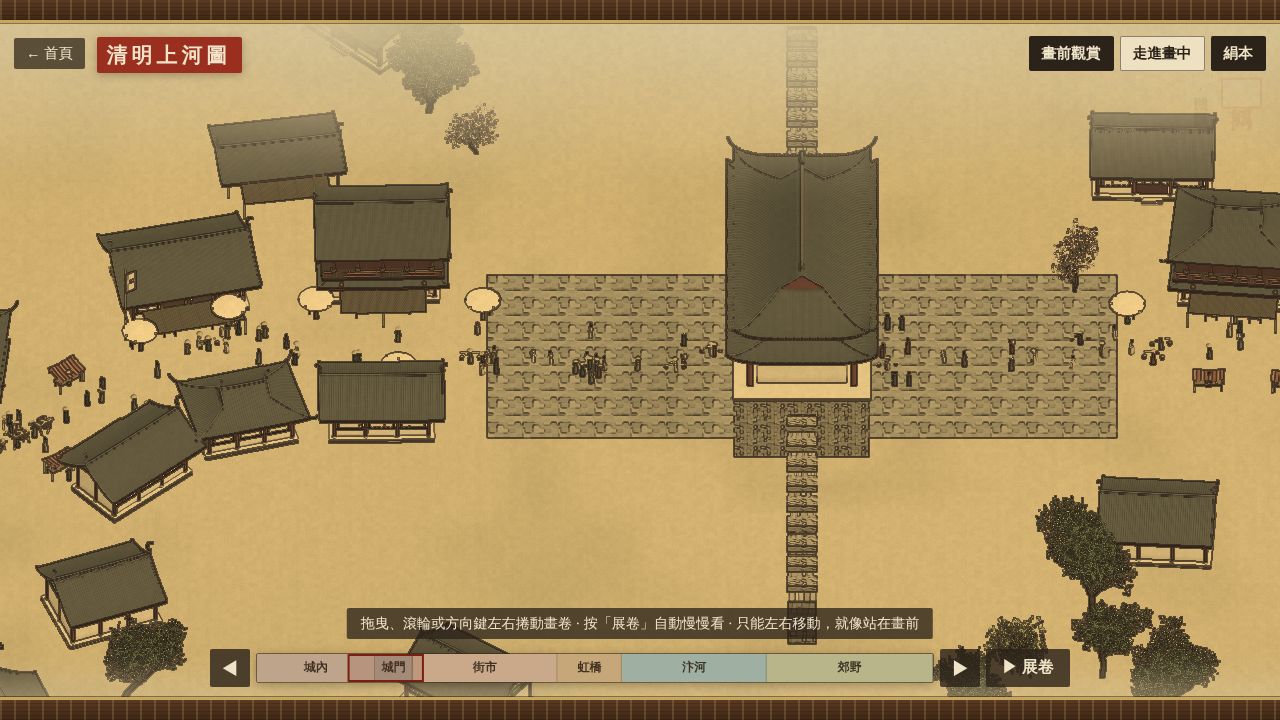 ← 首頁
清明上河圖
畫前觀賞
走進畫中
絹本
拖曳、滾輪或方向鍵左右捲動畫卷 · 按「展卷」自動慢慢看 · 只能左右移動，就像站在畫前
◀
城內
城門
街市
虹橋
汴河
郊野
▶
▶ 展卷